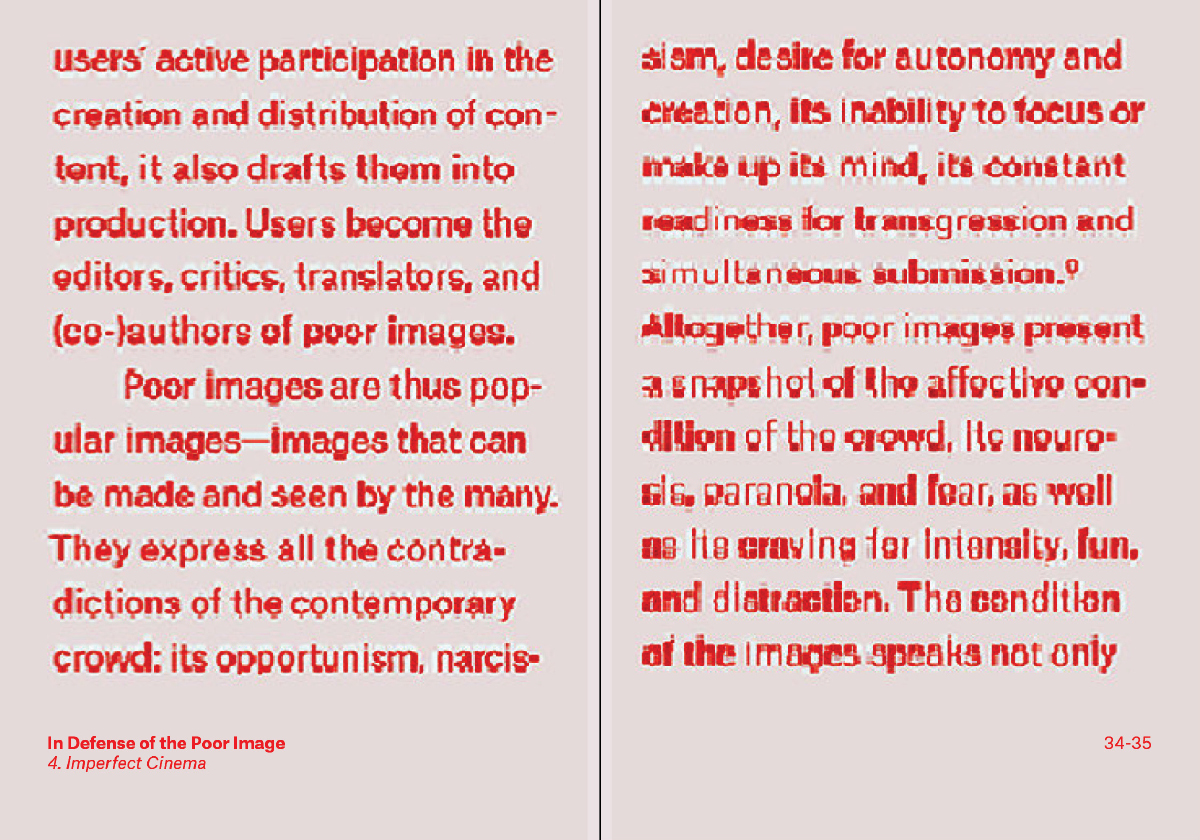 users' active participation in the
creation and distribution of con-
tent, it also drafts them into
production. Users become the
editors, critics, translators, and
(co-)authors of poor images.
Poor images are thus pop-
ular images—images that can
be made and seen by the many.
They express all the contra-
dictions of the contemporary
crowd: its opportunism, narcis-
sism, desire for autonomy and
creation, its inability to focus or
make up its mind, its constant
readiness for transgression and
simultaneous submission.⁹
Altogether, poor images present
a snapshot of the affective con-
dition of the crowd, its neuro-
sis, paranoia, and fear, as well
as its craving for intensity, fun,
and distraction. The condition
of the images speaks not only
In Defense of the Poor Image
4. Imperfect Cinema
34-35